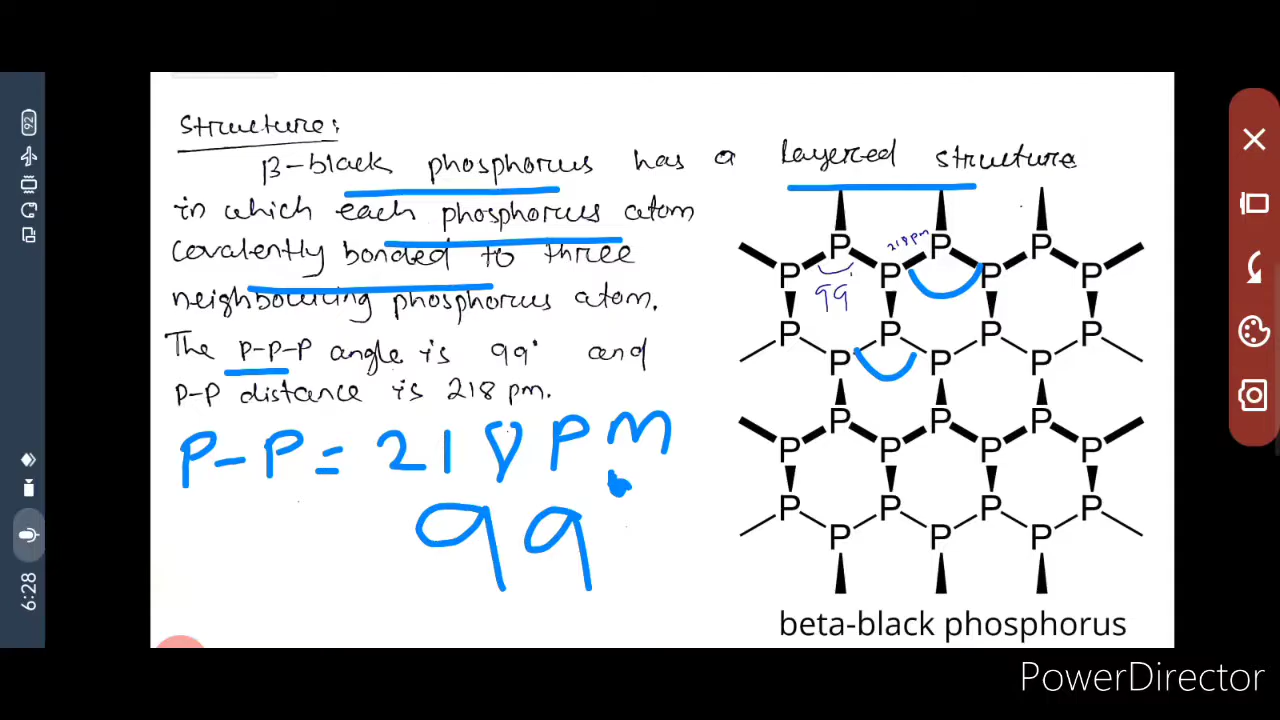 Structure:
β-black phosphorus has a layered structure
in which each phosphorus atom
covalently bonded to three
neighbouring phosphorus atom.
The P-P-P angle is 99° and
P-P distance is 218 pm.
P-P = 218 PM
99°
218 pm
P P P
99°
P P P P
P P P P
P P P
P P P
P P P P
P P P P
P P P
beta-black phosphorus
92
6:28
PowerDirector